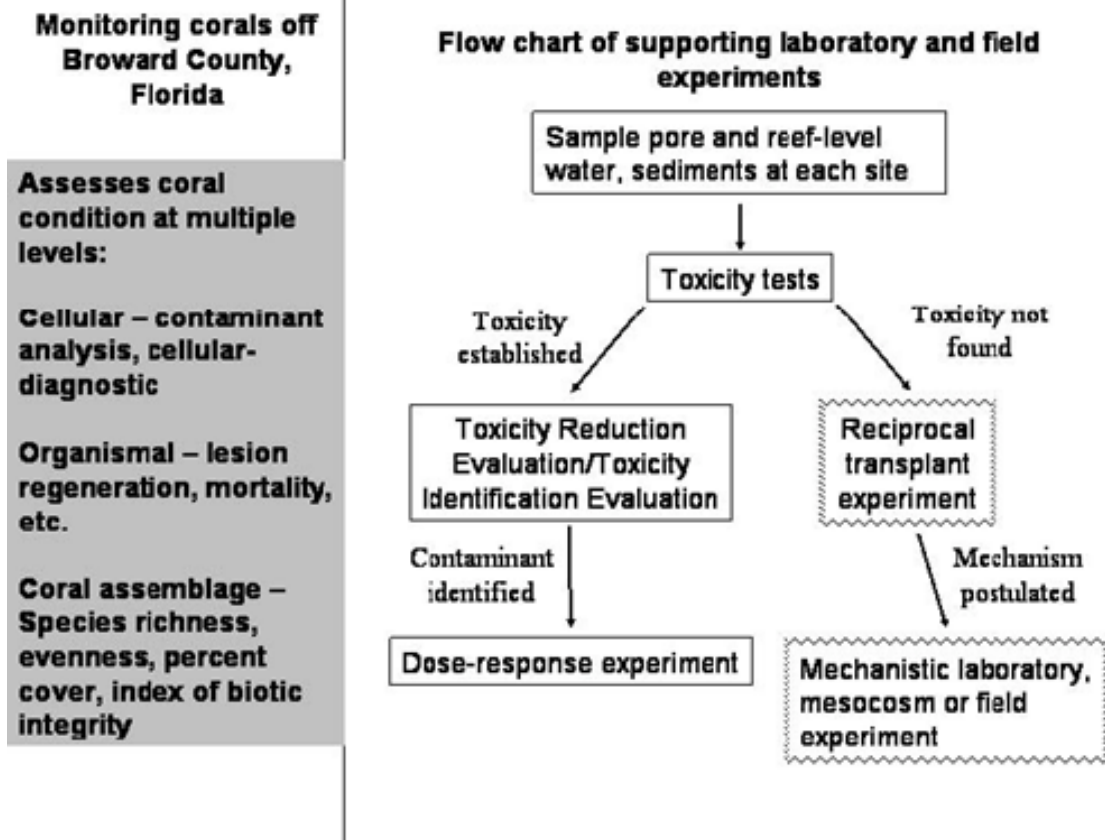 Monitoring corals off
Broward County,
Florida
Assesses coral
condition at multiple
levels:
Cellular – contaminant
analysis, cellular-
diagnostic
Organismal – lesion
regeneration, mortality,
etc.
Coral assemblage –
Species richness,
evenness, percent
cover, index of biotic
integrity
Flow chart of supporting laboratory and field
experiments
Sample pore and reef-level
water, sediments at each site
Toxicity tests
Toxicity
established
Toxicity not
found
Toxicity Reduction
Evaluation/Toxicity
Identification Evaluation
Reciprocal
transplant
experiment
Contaminant
identified
Mechanism
postulated
Dose-response experiment
Mechanistic laboratory,
mesocosm or field
experiment